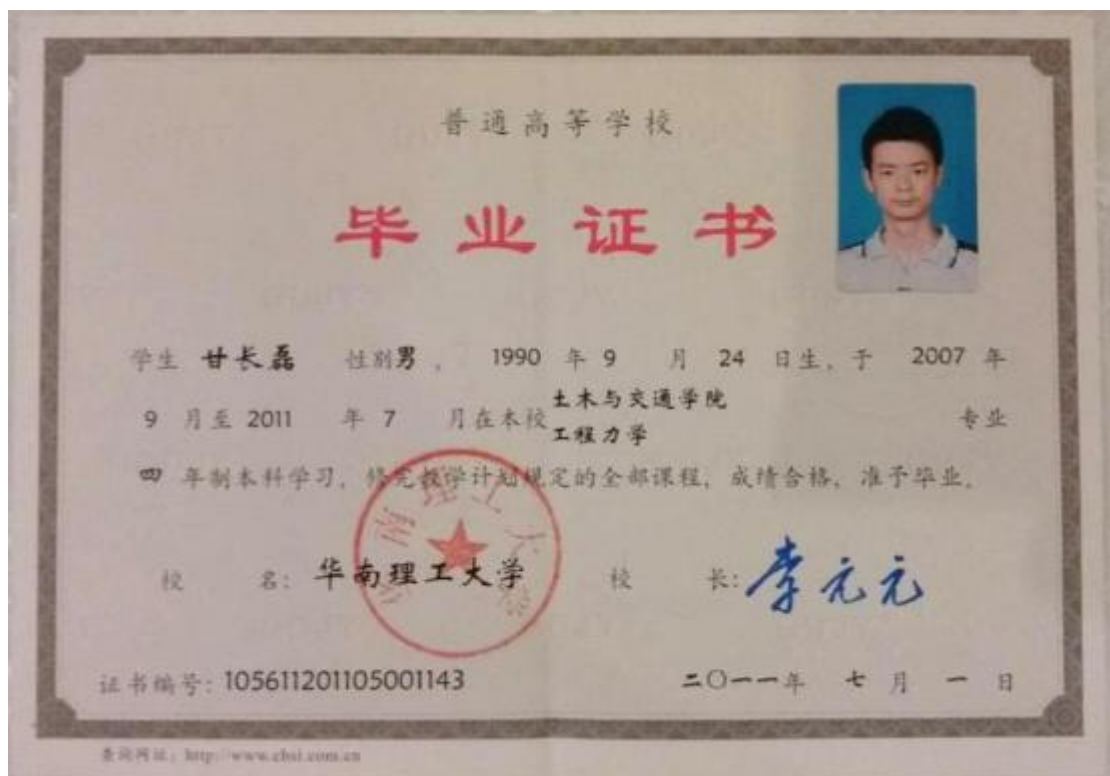 普通高等学校
毕业证书
学生 甘长磊 性别男， 1990 年 9 月 24 日生，于 2007 年
9 月至 2011 年 7 月在本校 土木与交通学院 工程力学 专业
四 年制本科学习，修完教学计划规定的全部课程，成绩合格，准予毕业。
华南理工大学
校 名：华南理工大学 校 长：李元元
证书编号：105611201105001143 二〇一一年 七 月 一 日
查询网址：http://www.chsi.com.cn